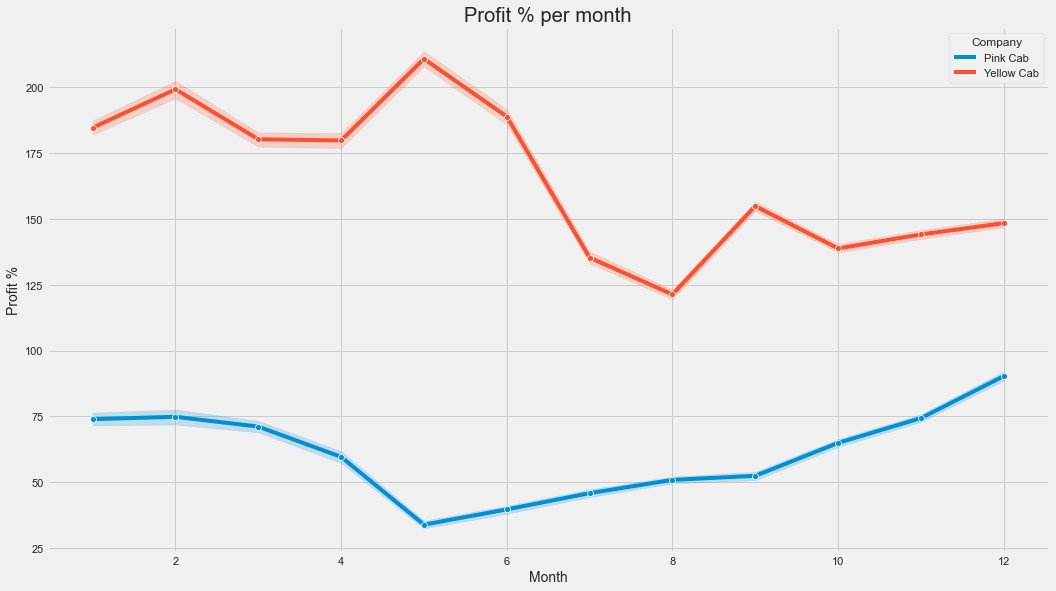 Profit % per month
Company
Pink Cab
Yellow Cab
Profit %
200
175
150
125
100
75
50
25
2 4 6 8 10 12
Month